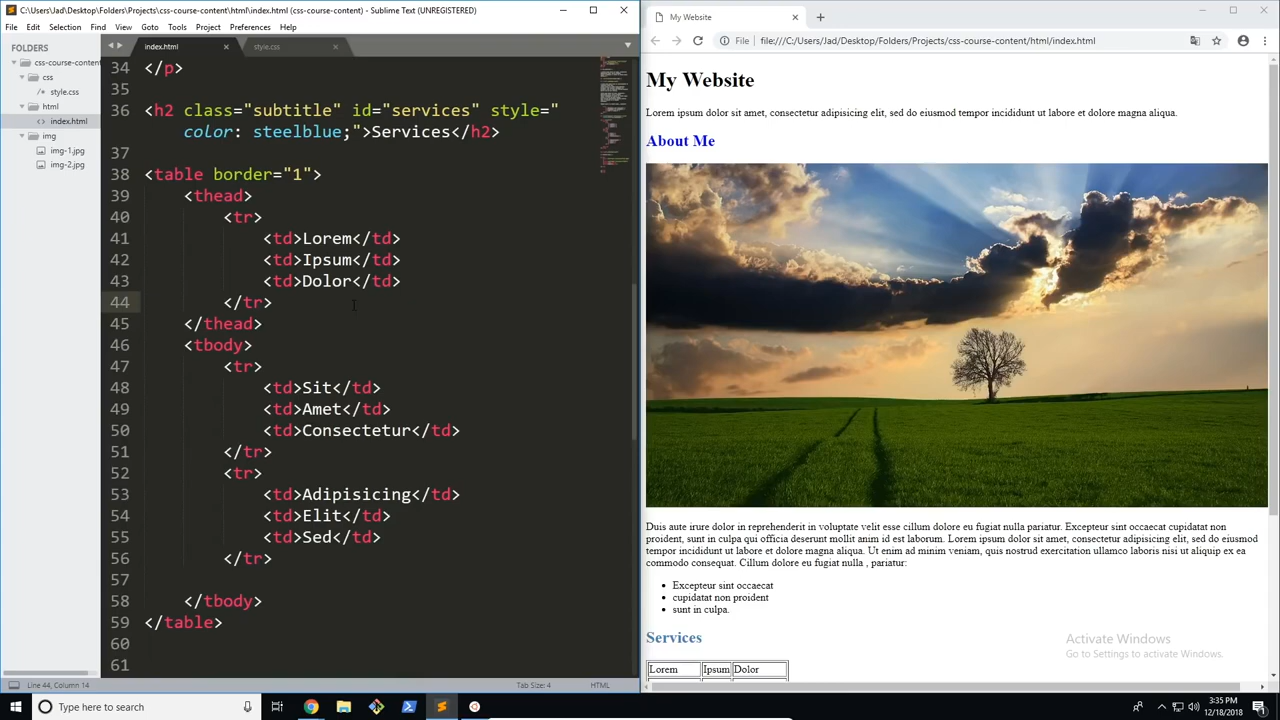 C:\Users\Jad\Desktop\Folders\Projects\css-course-content\html\index.html (css-course-content) - Sublime Text (UNREGISTERED)
File Edit Selection Find View Goto Tools Project Preferences Help
FOLDERS
css-course-content
css
style.css
html
index.html
img
img-1.jpg
img-2.jpg
index.html
style.css
34 </p>
35
36 <h2 class="subtitle" id="services" style="
color: steelblue;">Services</h2>
37
38 <table border="1">
39 <thead>
40 <tr>
41 <td>Lorem</td>
42 <td>Ipsum</td>
43 <td>Dolor</td>
44 </tr>
45 </thead>
46 <tbody>
47 <tr>
48 <td>Sit</td>
49 <td>Amet</td>
50 <td>Consectetur</td>
51 </tr>
52 <tr>
53 <td>Adipisicing</td>
54 <td>Elit</td>
55 <td>Sed</td>
56 </tr>
57
58 </tbody>
59 </table>
60
61
Line 44, Column 14
Tab Size: 4
HTML
My Website
File file:///C:/Users/Jad/Desktop/Folders/Projects/css-course-content/html/index.html
My Website
Lorem ipsum dolor sit amet, consectetur adipisicing elit, sed do eiusmod tempor incididunt ut labore et dolore magna aliqua.
About Me
Duis aute irure dolor in reprehenderit in voluptate velit esse cillum dolore eu fugiat nulla pariatur. Excepteur sint occaecat cupidatat non
proident, sunt in culpa qui officia deserunt mollit anim id est laborum. Lorem ipsum dolor sit amet, consectetur adipisicing elit, sed do eiusmod
tempor incididunt ut labore et dolore magna aliqua. Ut enim ad minim veniam, quis nostrud exercitation ullamco laboris nisi ut aliquip ex ea
commodo consequat. Cillum dolore eu fugiat nulla , pariatur:
Excepteur sint occaecat
cupidatat non proident
sunt in culpa.
Services
Lorem Ipsum Dolor
Activate Windows
Go to Settings to activate Windows.
Type here to search
3:35 PM
12/18/2018